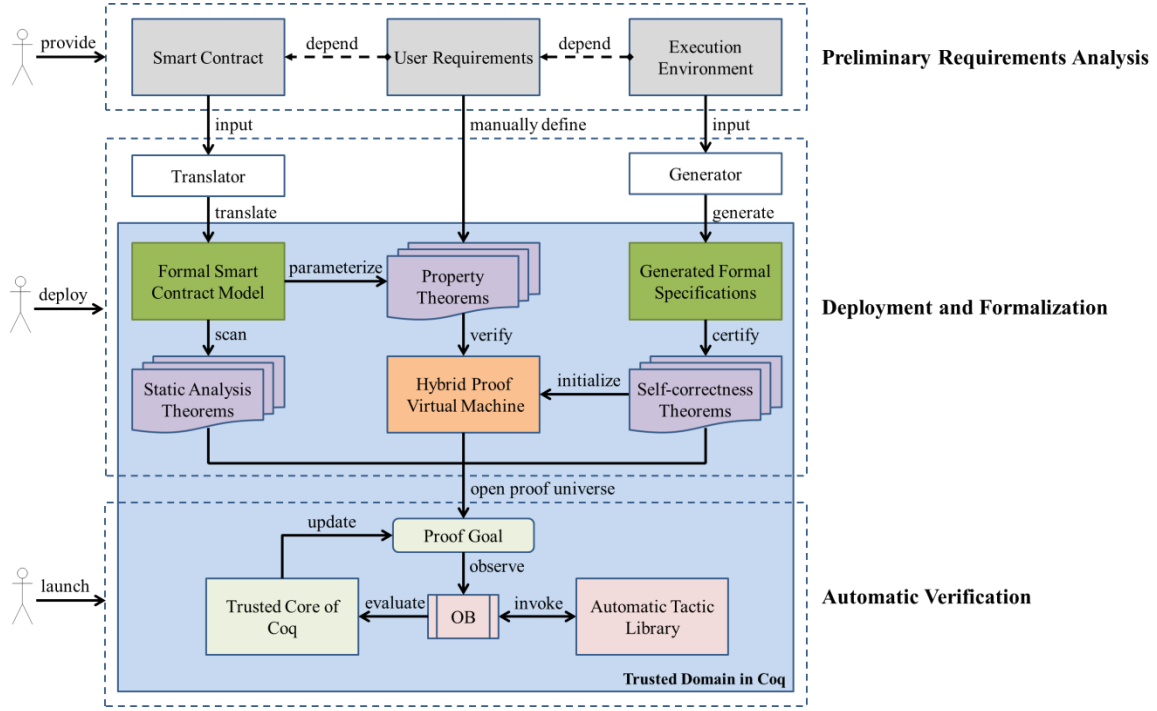 provide
Smart Contract
depend
User Requirements
depend
Execution
Environment
Preliminary Requirements Analysis
input
manually define
input
Translator
Generator
translate
generate
deploy
Formal Smart
Contract Model
parameterize
Property
Theorems
Generated Formal
Specifications
Deployment and Formalization
scan
verify
certify
Static Analysis
Theorems
Hybrid Proof
Virtual Machine
initialize
Self-correctness
Theorems
open proof universe
update
Proof Goal
observe
launch
Trusted Core of
Coq
evaluate
OB
invoke
Automatic Tactic
Library
Automatic Verification
Trusted Domain in Coq